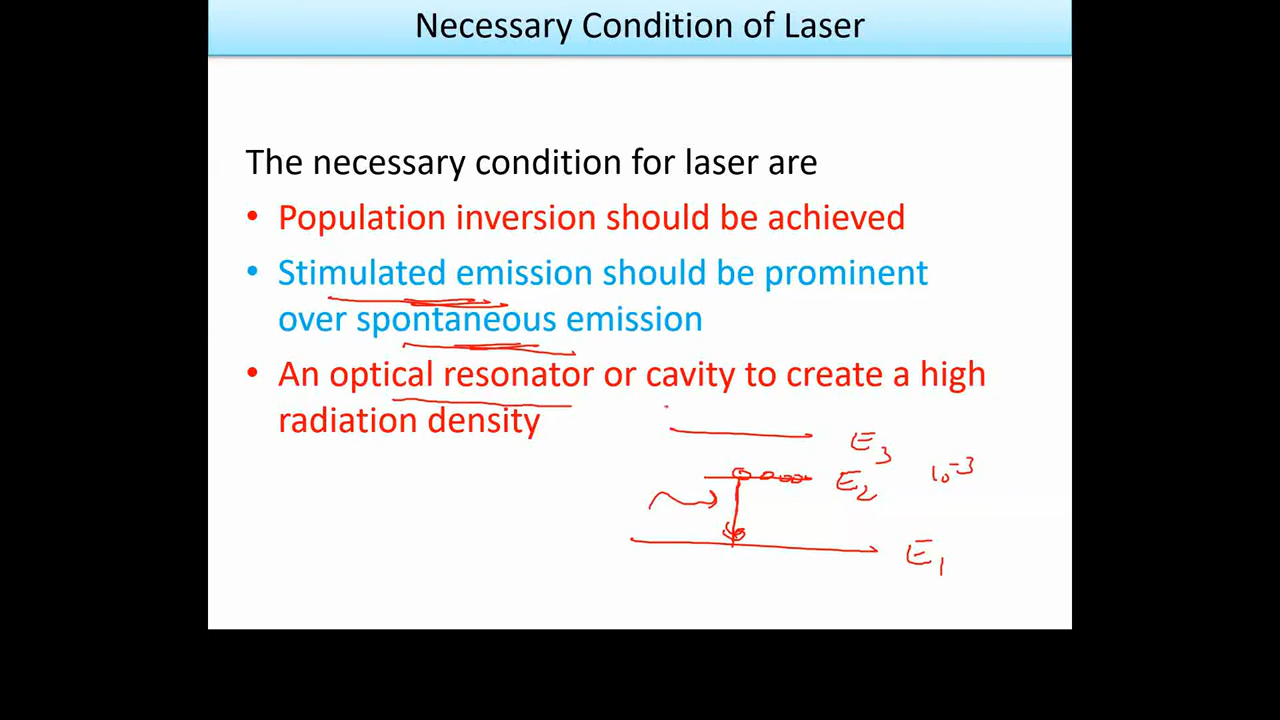 Necessary Condition of Laser
The necessary condition for laser are
• Population inversion should be achieved
• Stimulated emission should be prominent
over spontaneous emission
• An optical resonator or cavity to create a high
radiation density
E3
E2 10-3
E1